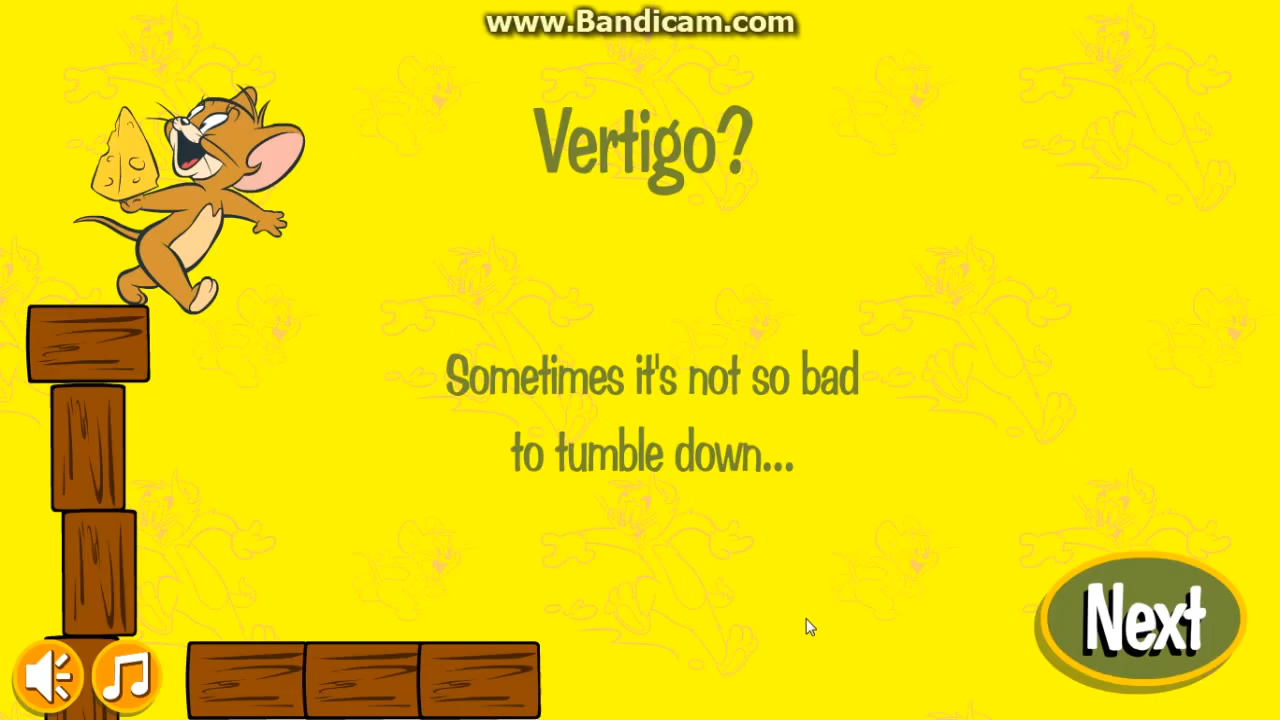 www.Bandicam.com
Vertigo?
Sometimes it's not so bad
to tumble down...
Next